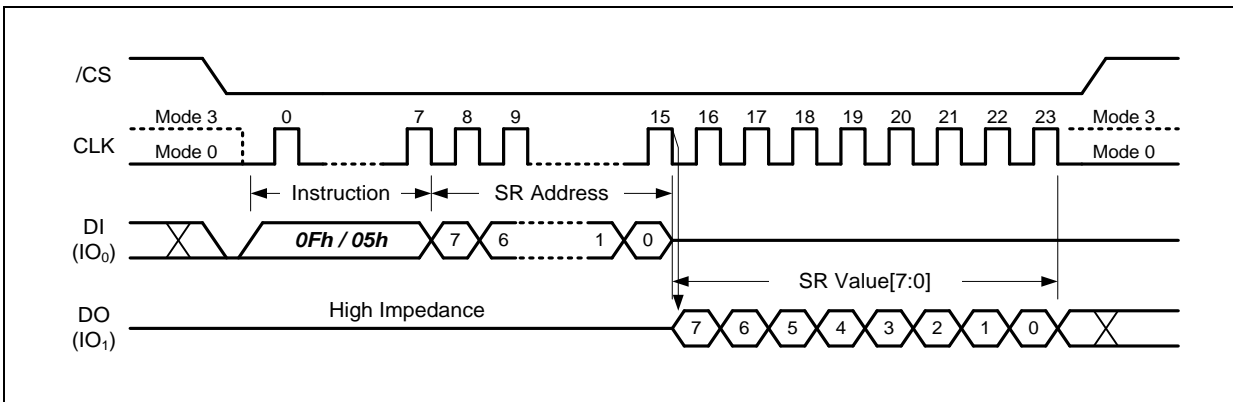 /CS
Mode 3 0 7 8 9 15 16 17 18 19 20 21 22 23 Mode 3
CLK
Mode 0 Mode 0
Instruction SR Address
DI
(IO₀)
0Fh / 05h 7 6 1 0
SR Value[7:0]
High Impedance
DO
(IO₁)
7 6 5 4 3 2 1 0